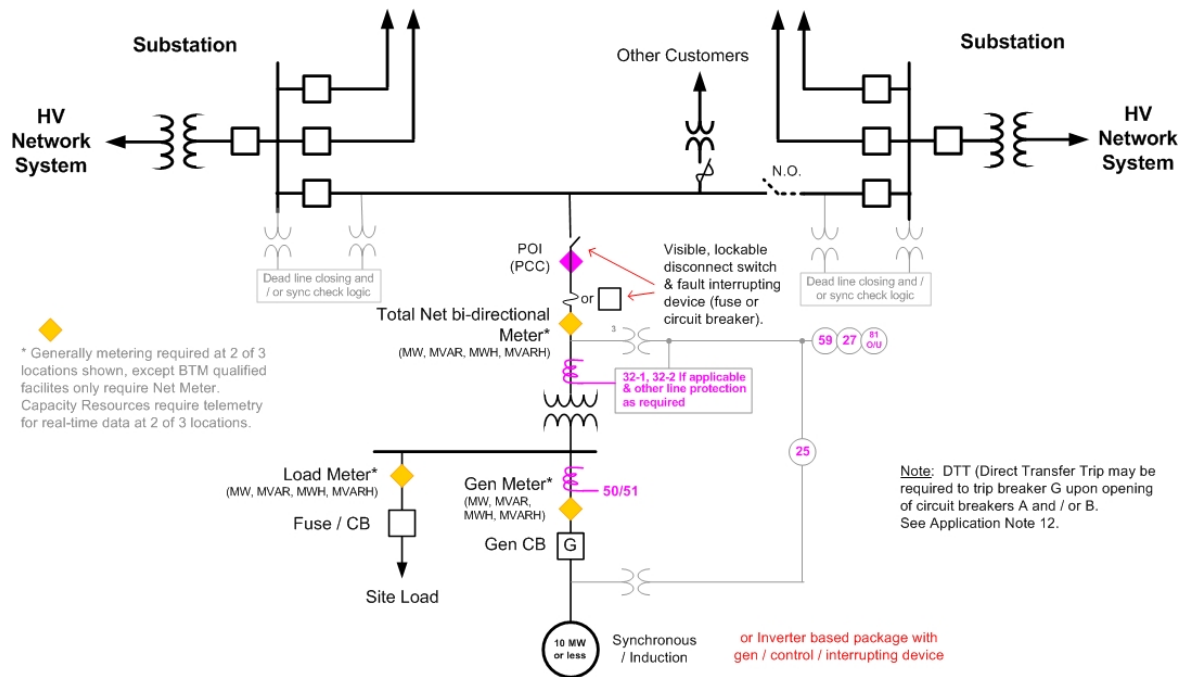 Substation
Substation
Other Customers
HV
Network
System
HV
Network
System
N.O.
POI
(PCC)
Visible, lockable
disconnect switch
& fault interrupting
device (fuse or
circuit breaker).
Dead line closing and
/ or sync check logic
Dead line closing and /
or sync check logic
or
Total Net bi-directional
Meter*
(MW, MVAR, MWH, MVARH)
3
59
27
81
O/U
* Generally metering required at 2 of 3
locations shown, except BTM qualified
facilites only require Net Meter.
Capacity Resources require telemetry
for real-time data at 2 of 3 locations.
32-1, 32-2 If applicable
& other line protection
as required
25
Load Meter*
(MW, MVAR, MWH, MVARH)
Gen Meter*
(MW, MVAR,
MWH, MVARH)
50/51
Fuse / CB
Gen CB
G
Note: DTT (Direct Transfer Trip may be
required to trip breaker G upon opening
of circuit breakers A and / or B.
See Application Note 12.
Site Load
10 MW
or less
Synchronous
/ Induction
or Inverter based package with
gen / control / interrupting device